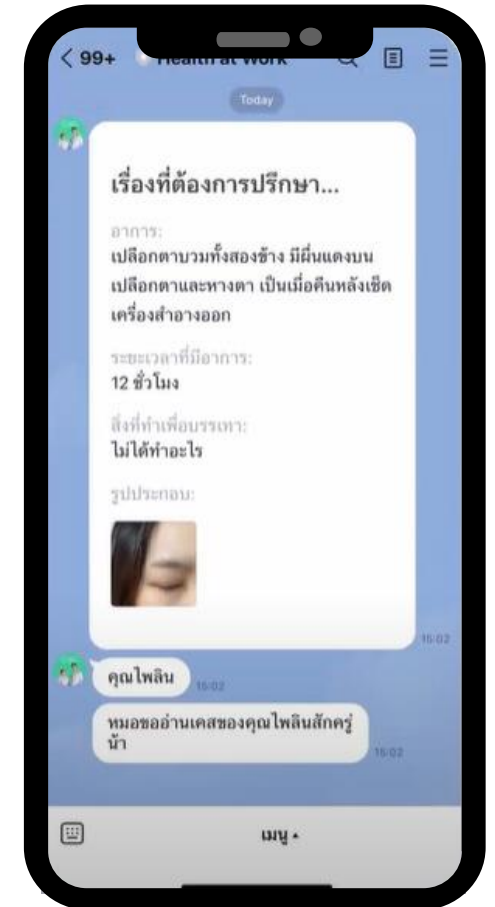 99+ Health at Work
Today
เรื่องที่ต้องการปรึกษา...
อาการ:
เปลือกตาบวมทั้งสองข้าง มีผื่นแดงบน
เปลือกตาและหางตา เป็นเมื่อคืนหลังเช็ด
เครื่องสำอางออก
ระยะเวลาที่มีอาการ:
12 ชั่วโมง
สิ่งที่ทำเพื่อบรรเทา:
ไม่ได้ทำอะไร
รูปประกอบ:
15:02
คุณไพลิน
15:02
หมอขออ่านเคสของคุณไพลินสักครู่
น้า
15:02
เมนู